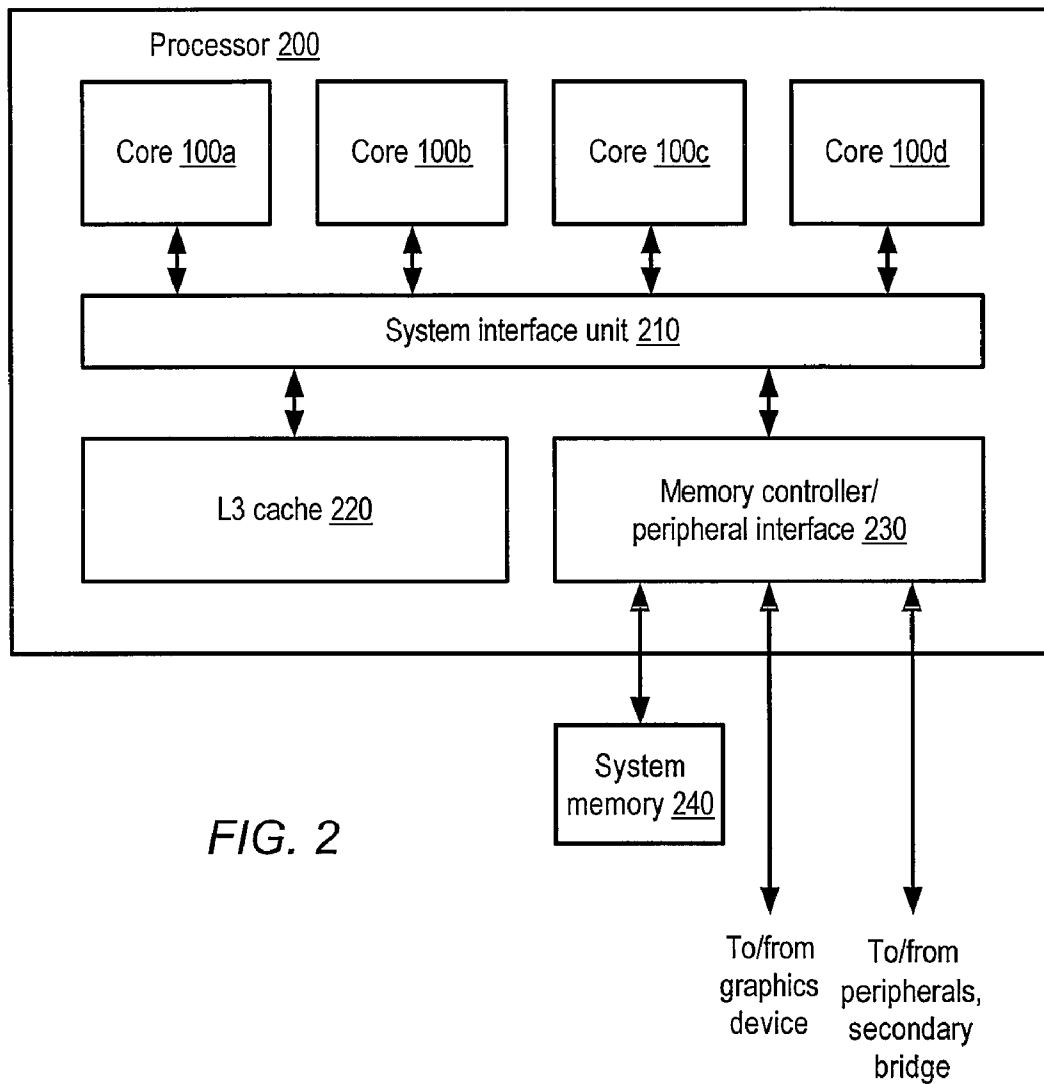 Processor 200
Core 100a
Core 100b
Core 100c
Core 100d
System interface unit 210
L3 cache 220
Memory controller/
peripheral interface 230
System
memory 240
FIG. 2
To/from
graphics
device
To/from
peripherals,
secondary
bridge